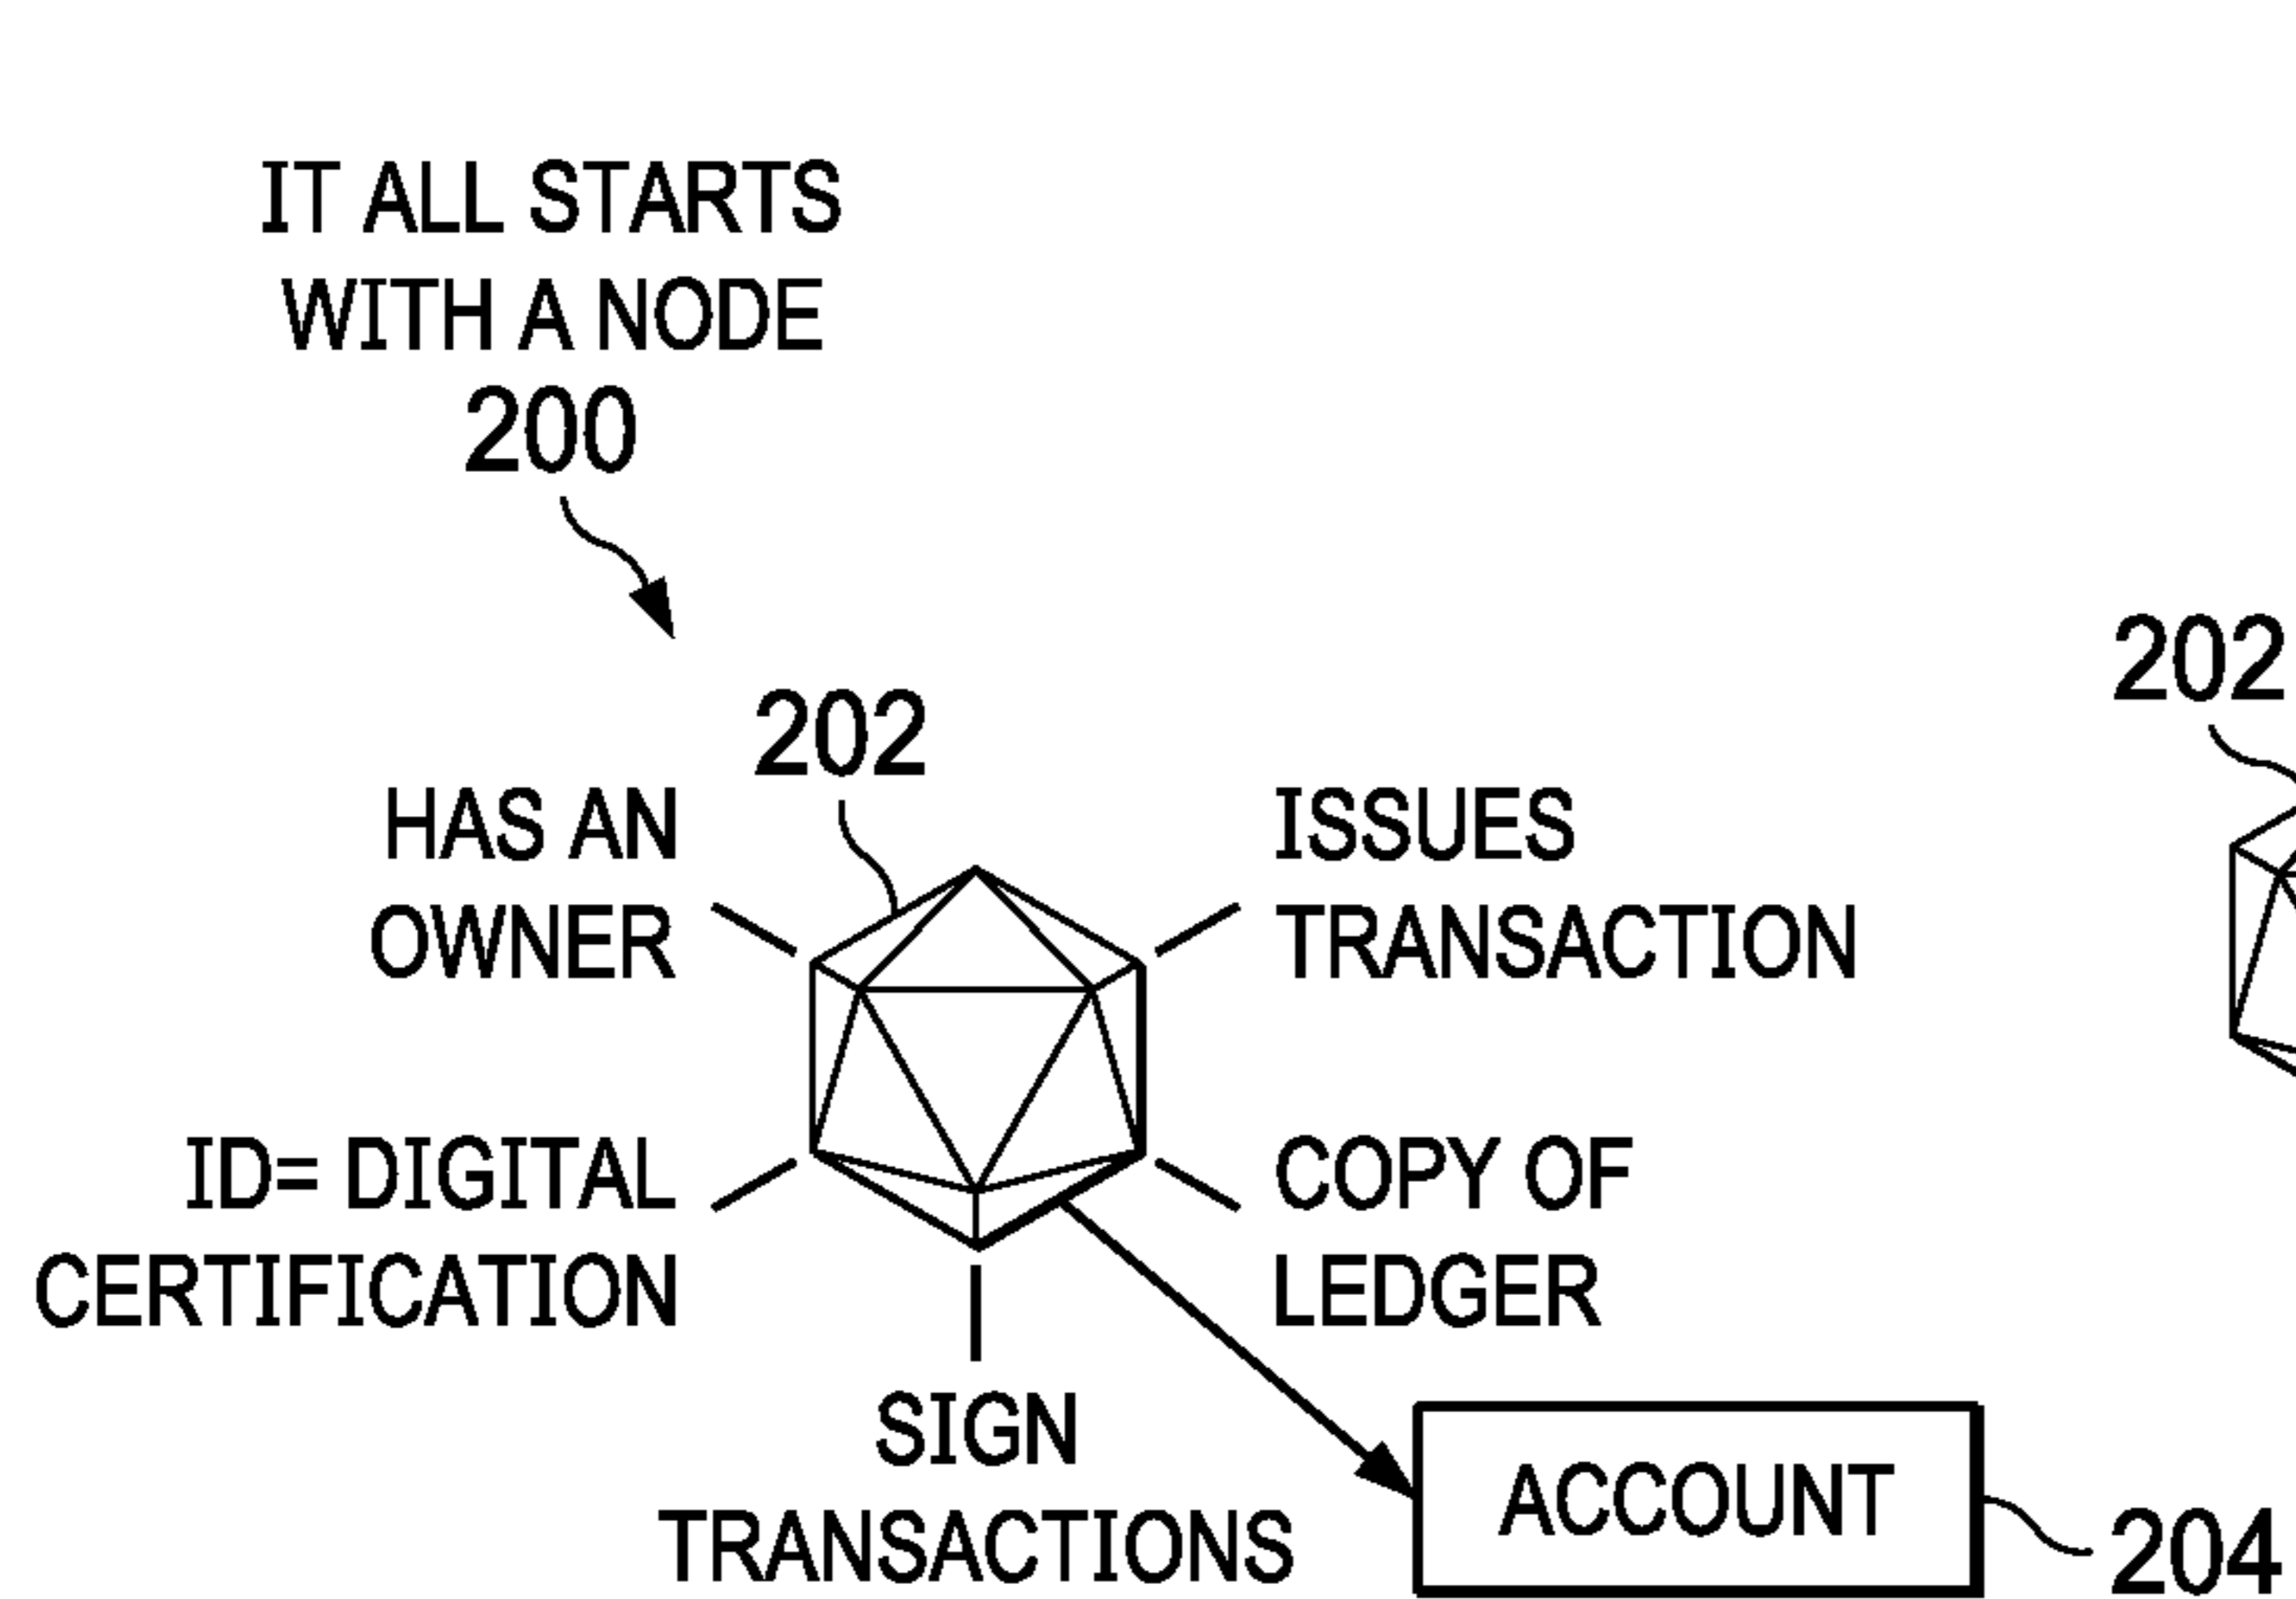 IT ALL STARTS
WITH A NODE
200
202
202
HAS AN
OWNER
ISSUES
TRANSACTION
ID= DIGITAL
CERTIFICATION
COPY OF
LEDGER
SIGN
TRANSACTIONS
ACCOUNT
204